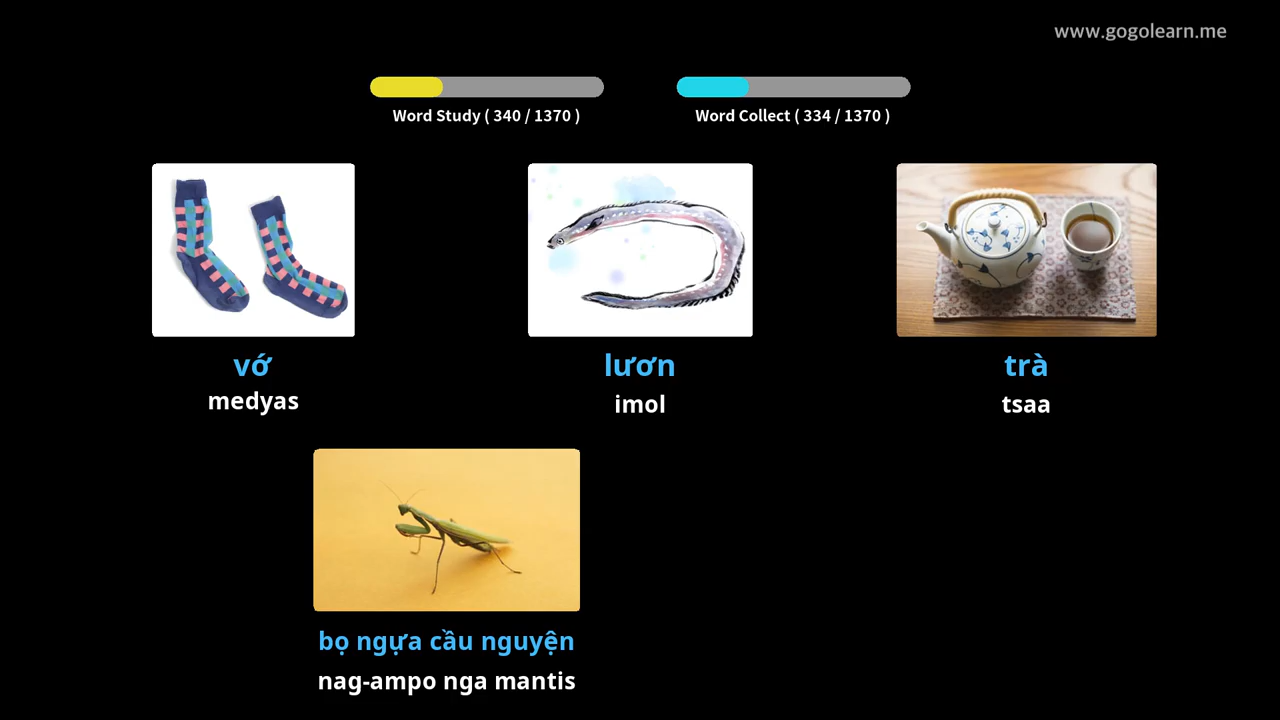 www.gogolearn.me
Word Study ( 340 / 1370 )
Word Collect ( 334 / 1370 )
vớ
medyas
lươn
imol
trà
tsaa
bọ ngựa cầu nguyện
nag-ampo nga mantis